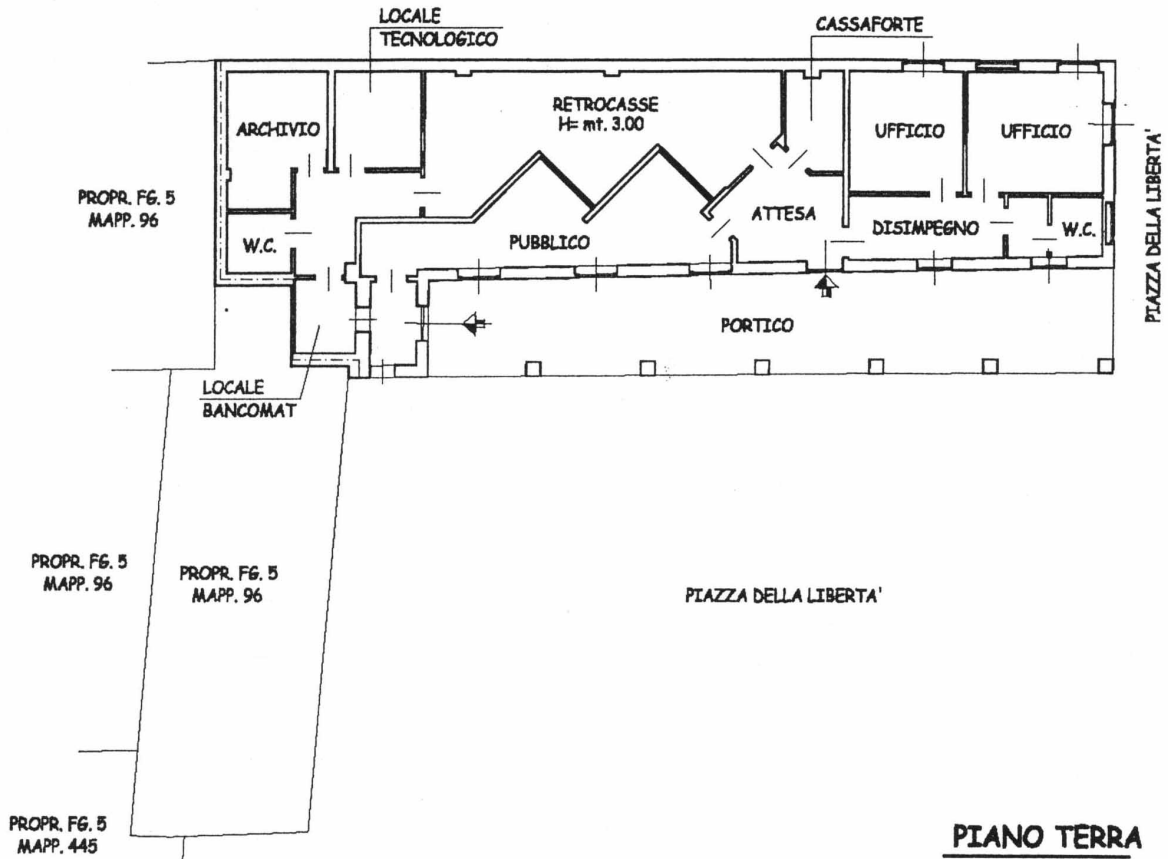 LOCALE
TECNOLOGICO
CASSAFORTE
ARCHIVIO
RETROCASSE
H= mt. 3.00
UFFICIO
UFFICIO
PROPR. FG. 5
MAPP. 96
W.C.
PUBBLICO
ATTESA
DISIMPEGNO
W.C.
PIAZZA DELLA LIBERTA'
PORTICO
LOCALE
BANCOMAT
PROPR. FG. 5
MAPP. 96
PROPR. FG. 5
MAPP. 96
PIAZZA DELLA LIBERTA'
PROPR. FG. 5
MAPP. 445
PIANO TERRA